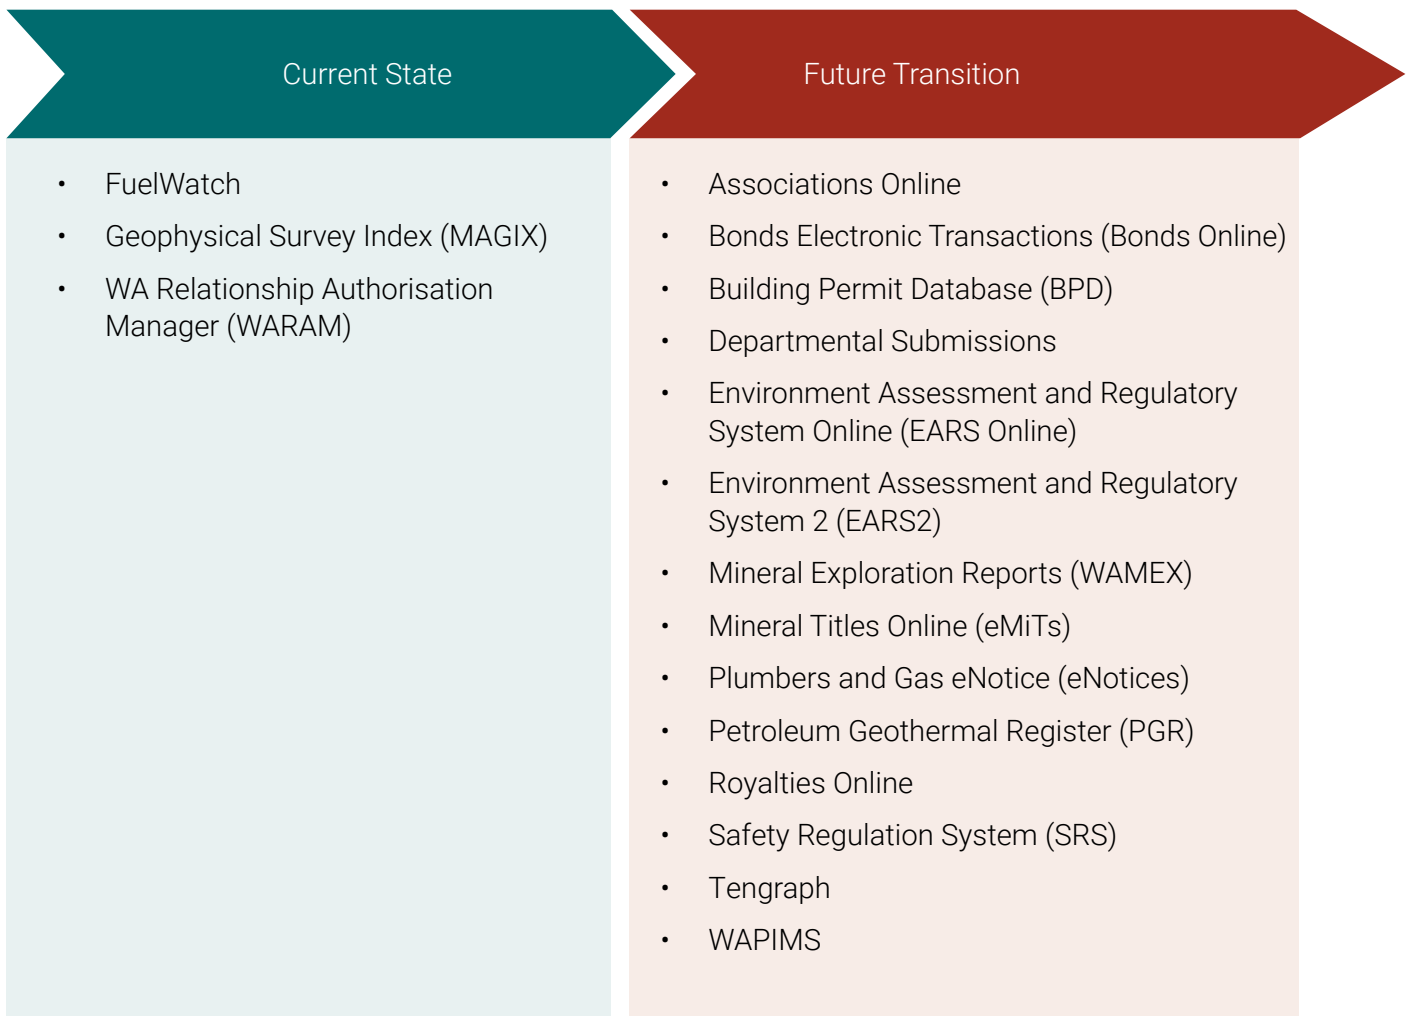 Current State
• FuelWatch
• Geophysical Survey Index (MAGIX)
• WA Relationship Authorisation
Manager (WARAM)
Future Transition
• Associations Online
• Bonds Electronic Transactions (Bonds Online)
• Building Permit Database (BPD)
• Departmental Submissions
• Environment Assessment and Regulatory
System Online (EARS Online)
• Environment Assessment and Regulatory
System 2 (EARS2)
• Mineral Exploration Reports (WAMEX)
• Mineral Titles Online (eMiTs)
• Plumbers and Gas eNotice (eNotices)
• Petroleum Geothermal Register (PGR)
• Royalties Online
• Safety Regulation System (SRS)
• Tengraph
• WAPIMS